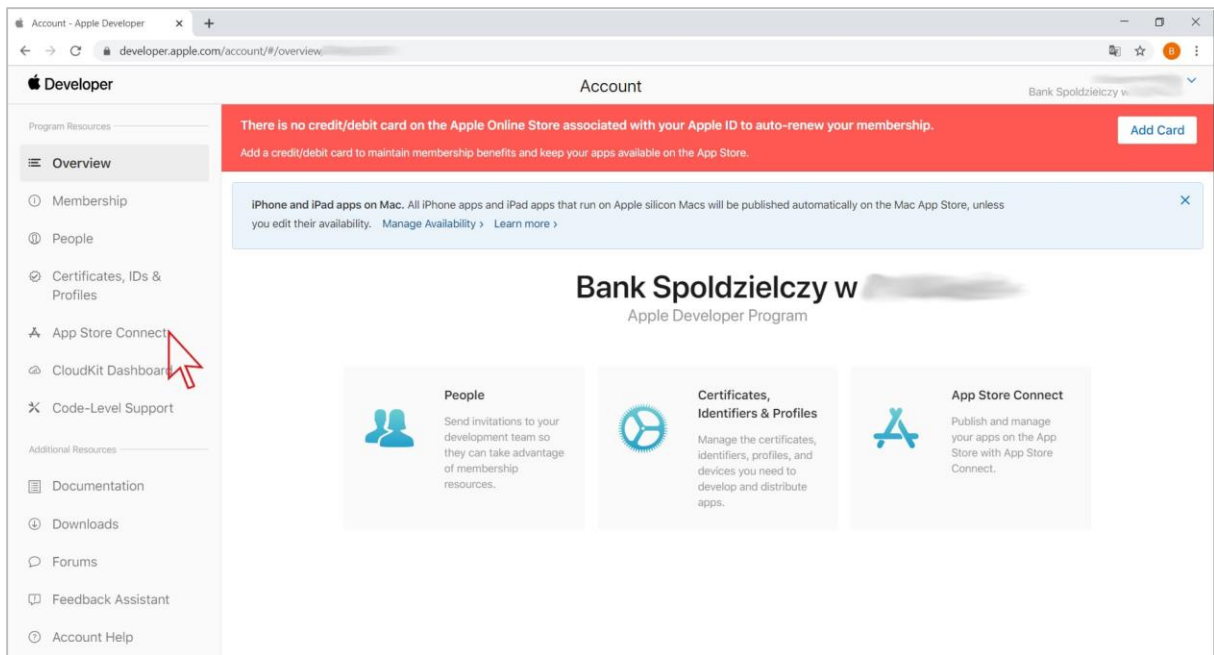 Account - Apple Developer
developer.apple.com/account/#/overview/
B
Developer
Account
Bank Spoldzielczy w
Program Resources
Overview
Membership
People
Certificates, IDs &
Profiles
App Store Connect
CloudKit Dashboard
Code-Level Support
Additional Resources
Documentation
Downloads
Forums
Feedback Assistant
Account Help
There is no credit/debit card on the Apple Online Store associated with your Apple ID to auto-renew your membership.
Add a credit/debit card to maintain membership benefits and keep your apps available on the App Store.
Add Card
iPhone and iPad apps on Mac. All iPhone apps and iPad apps that run on Apple silicon Macs will be published automatically on the Mac App Store, unless
you edit their availability. Manage Availability › Learn more ›
Bank Spoldzielczy w
Apple Developer Program
People
Send invitations to your
development team so
they can take advantage
of membership
resources.
Certificates,
Identifiers & Profiles
Manage the certificates,
identifiers, profiles, and
devices you need to
develop and distribute
apps.
App Store Connect
Publish and manage
your apps on the App
Store with App Store
Connect.